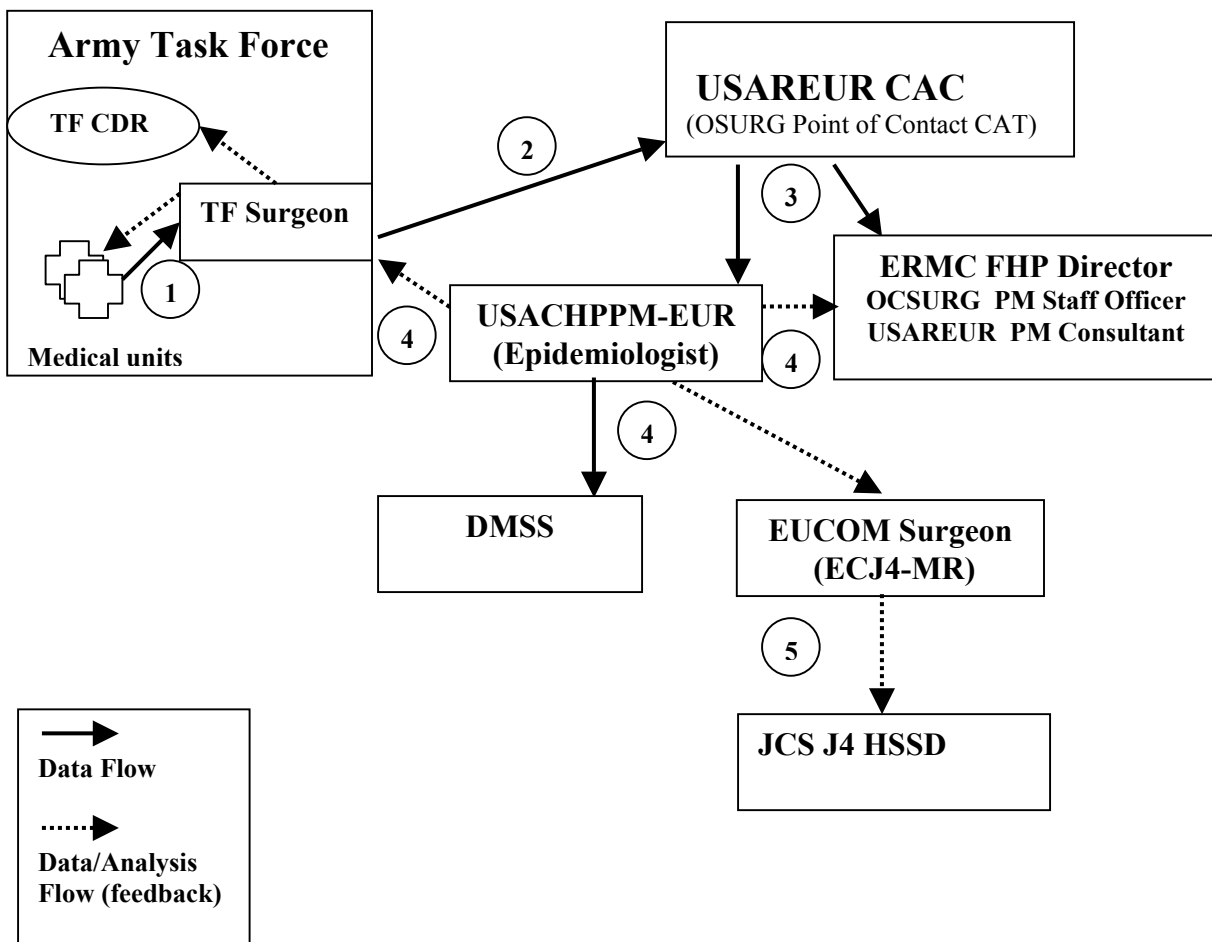 Army Task Force
TF CDR
TF Surgeon
1
Medical units
2
USAREUR CAC
(OSURG Point of Contact CAT)
3
ERMC FHP Director
OCSURG PM Staff Officer
USAREUR PM Consultant
4
USACHPPM-EUR
(Epidemiologist)
4
4
DMSS
EUCOM Surgeon
(ECJ4-MR)
5
JCS J4 HSSD
Data Flow
Data/Analysis
Flow (feedback)